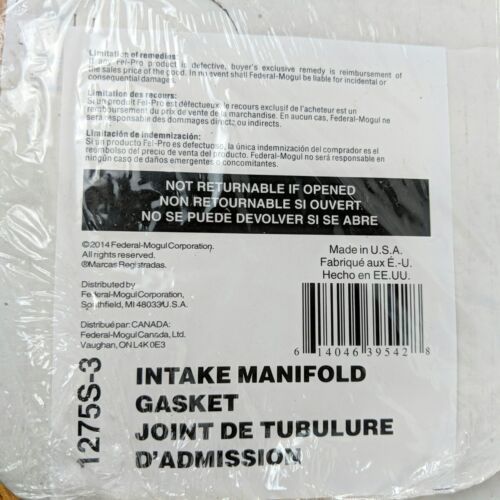 Limitation of remedies:
If any Fel-Pro product is defective, buyer's exclusive remedy is reimbursement of
the sales price of the good. In no event shall Federal-Mogul be liable for incidental or
consequential damages.
Limitation des recours:
Si un produit Fel-Pro est défectueux, le recours exclusif de l'acheteur est un
remboursement du prix de vente de la marchandise. En aucun cas, Federal-Mogul ne
sera responsable des dommages directs ou indirects.
Limitación de indemnización:
Si un producto Fel-Pro es defectuoso, la única indemnización del comprador es el
reembolso del precio de venta del producto. Federal-Mogul no será responsable en
ningún caso de daños emergentes o concomitantes.
NOT RETURNABLE IF OPENED
NON RETOURNABLE SI OUVERT
NO SE PUEDE DEVOLVER SI SE ABRE
©2014 Federal-Mogul Corporation.
All rights reserved.
®Marcas Registradas.
Distributed by
Federal-Mogul Corporation,
Southfield, MI 48033 U.S.A.
Distribué par: CANADA:
Federal-Mogul Canada, Ltd.
Vaughan, ON L4K 0E3
Made in U.S.A.
Fabriqué aux É.-U.
Hecho en EE.UU.
6 14046 39542 8
1275S-3
INTAKE MANIFOLD
GASKET
JOINT DE TUBULURE
D'ADMISSION